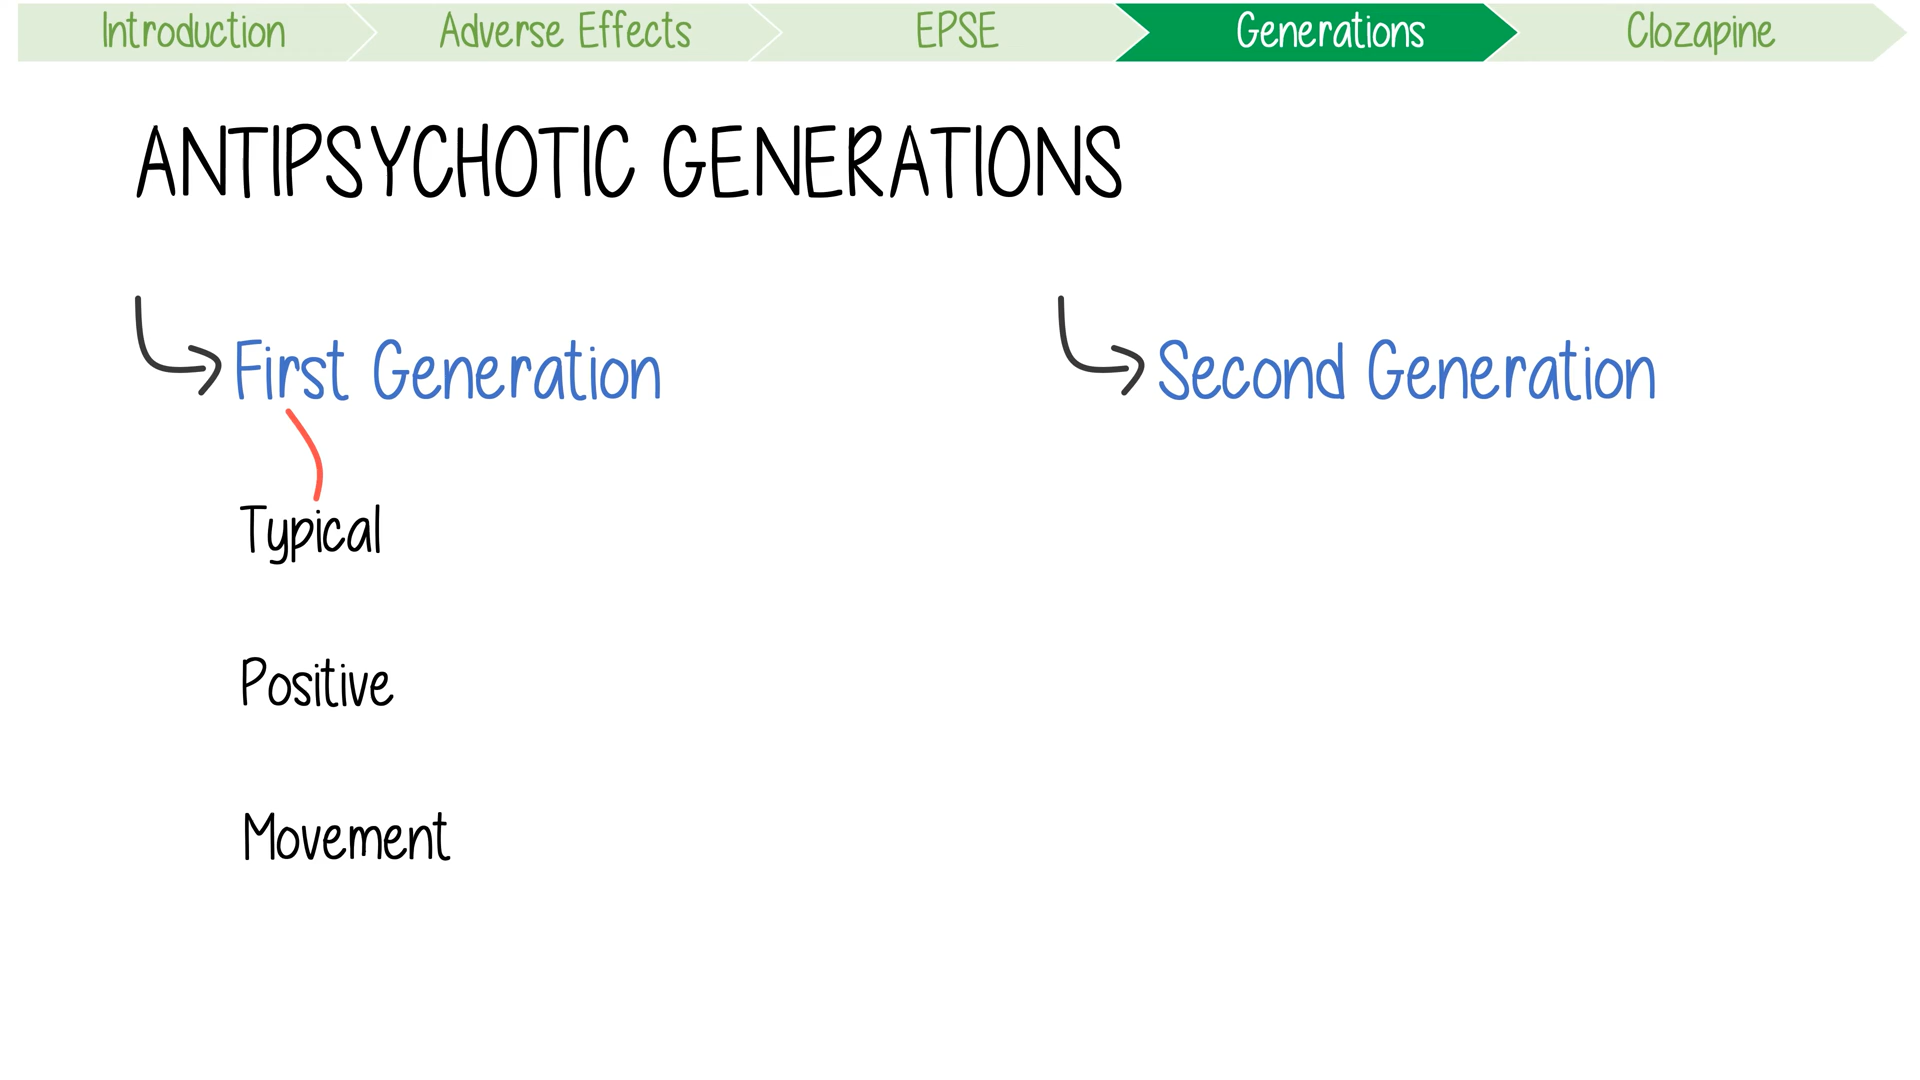 Introduction
Adverse Effects
EPSE
Generations
Clozapine
ANTIPSYCHOTIC GENERATIONS
First Generation
Second Generation
Typical
Positive
Movement